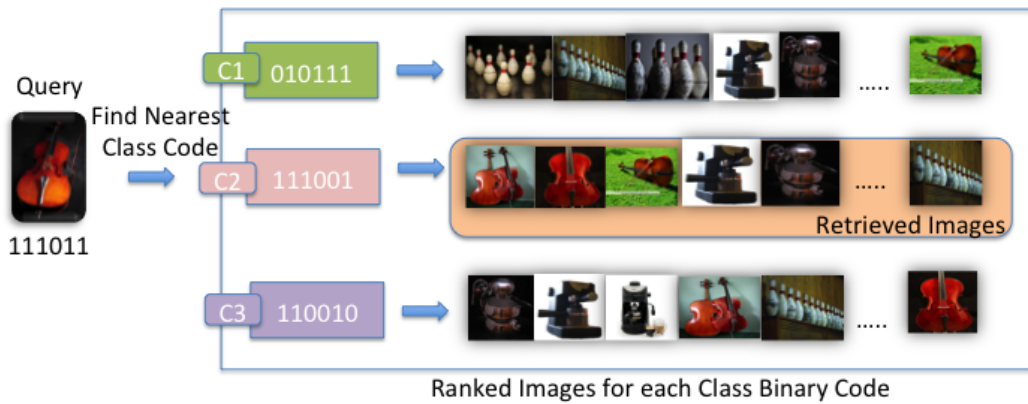 Query
111011
Find Nearest
Class Code
C1 010111
.....
C2 111001
.....
Retrieved Images
C3 110010
.....
Ranked Images for each Class Binary Code